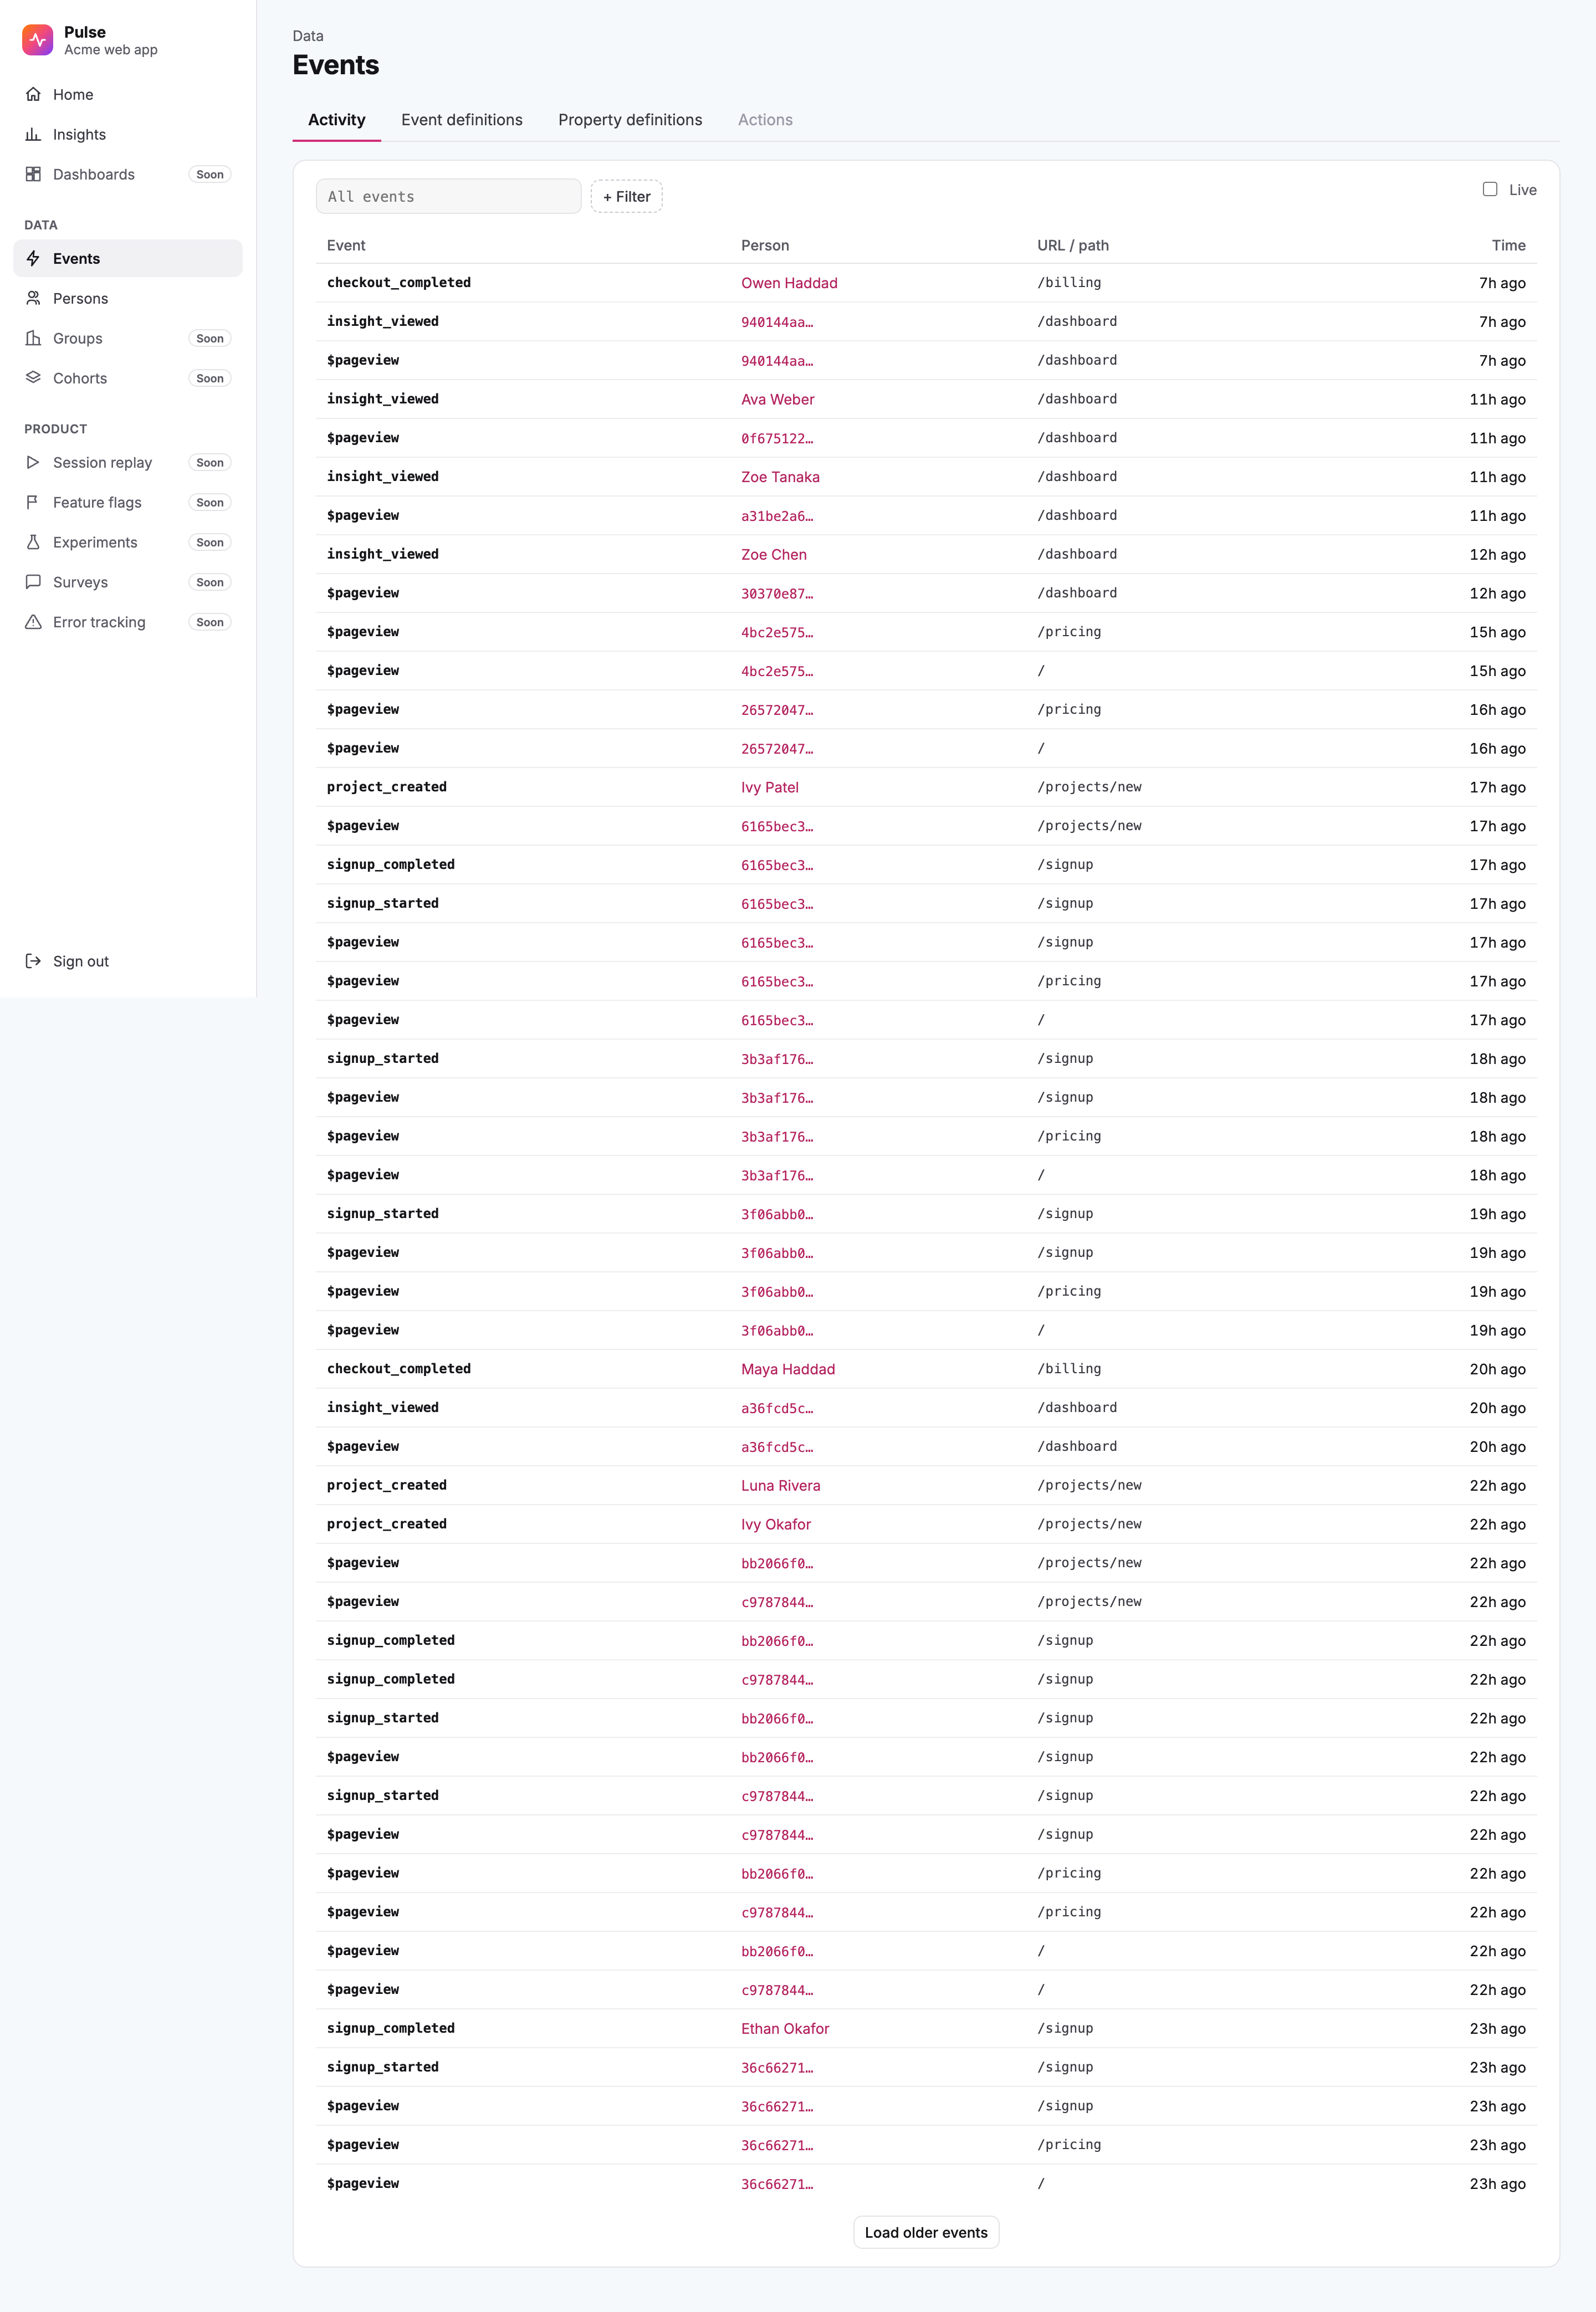 Pulse
Acme web app
Home
Insights
Dashboards Soon
DATA
Events
Persons
Groups Soon
Cohorts Soon
PRODUCT
Session replay Soon
Feature flags Soon
Experiments Soon
Surveys Soon
Error tracking Soon
Sign out
Data
Events
Activity Event definitions Property definitions Actions
All events + Filter Live
Event Person URL / path Time
checkout_completed Owen Haddad /billing 7h ago
insight_viewed 940144aa… /dashboard 7h ago
$pageview 940144aa… /dashboard 7h ago
insight_viewed Ava Weber /dashboard 11h ago
$pageview 0f675122… /dashboard 11h ago
insight_viewed Zoe Tanaka /dashboard 11h ago
$pageview a31be2a6… /dashboard 11h ago
insight_viewed Zoe Chen /dashboard 12h ago
$pageview 30370e87… /dashboard 12h ago
$pageview 4bc2e575… /pricing 15h ago
$pageview 4bc2e575… / 15h ago
$pageview 26572047… /pricing 16h ago
$pageview 26572047… / 16h ago
project_created Ivy Patel /projects/new 17h ago
$pageview 6165bec3… /projects/new 17h ago
signup_completed 6165bec3… /signup 17h ago
signup_started 6165bec3… /signup 17h ago
$pageview 6165bec3… /signup 17h ago
$pageview 6165bec3… /pricing 17h ago
$pageview 6165bec3… / 17h ago
signup_started 3b3af176… /signup 18h ago
$pageview 3b3af176… /signup 18h ago
$pageview 3b3af176… /pricing 18h ago
$pageview 3b3af176… / 18h ago
signup_started 3f06abb0… /signup 19h ago
$pageview 3f06abb0… /signup 19h ago
$pageview 3f06abb0… /pricing 19h ago
$pageview 3f06abb0… / 19h ago
checkout_completed Maya Haddad /billing 20h ago
insight_viewed a36fcd5c… /dashboard 20h ago
$pageview a36fcd5c… /dashboard 20h ago
project_created Luna Rivera /projects/new 22h ago
project_created Ivy Okafor /projects/new 22h ago
$pageview bb2066f0… /projects/new 22h ago
$pageview c9787844… /projects/new 22h ago
signup_completed bb2066f0… /signup 22h ago
signup_completed c9787844… /signup 22h ago
signup_started bb2066f0… /signup 22h ago
$pageview bb2066f0… /signup 22h ago
signup_started c9787844… /signup 22h ago
$pageview c9787844… /signup 22h ago
$pageview bb2066f0… /pricing 22h ago
$pageview c9787844… /pricing 22h ago
$pageview bb2066f0… / 22h ago
$pageview c9787844… / 22h ago
signup_completed Ethan Okafor /signup 23h ago
signup_started 36c66271… /signup 23h ago
$pageview 36c66271… /signup 23h ago
$pageview 36c66271… /pricing 23h ago
$pageview 36c66271… / 23h ago
Load older events